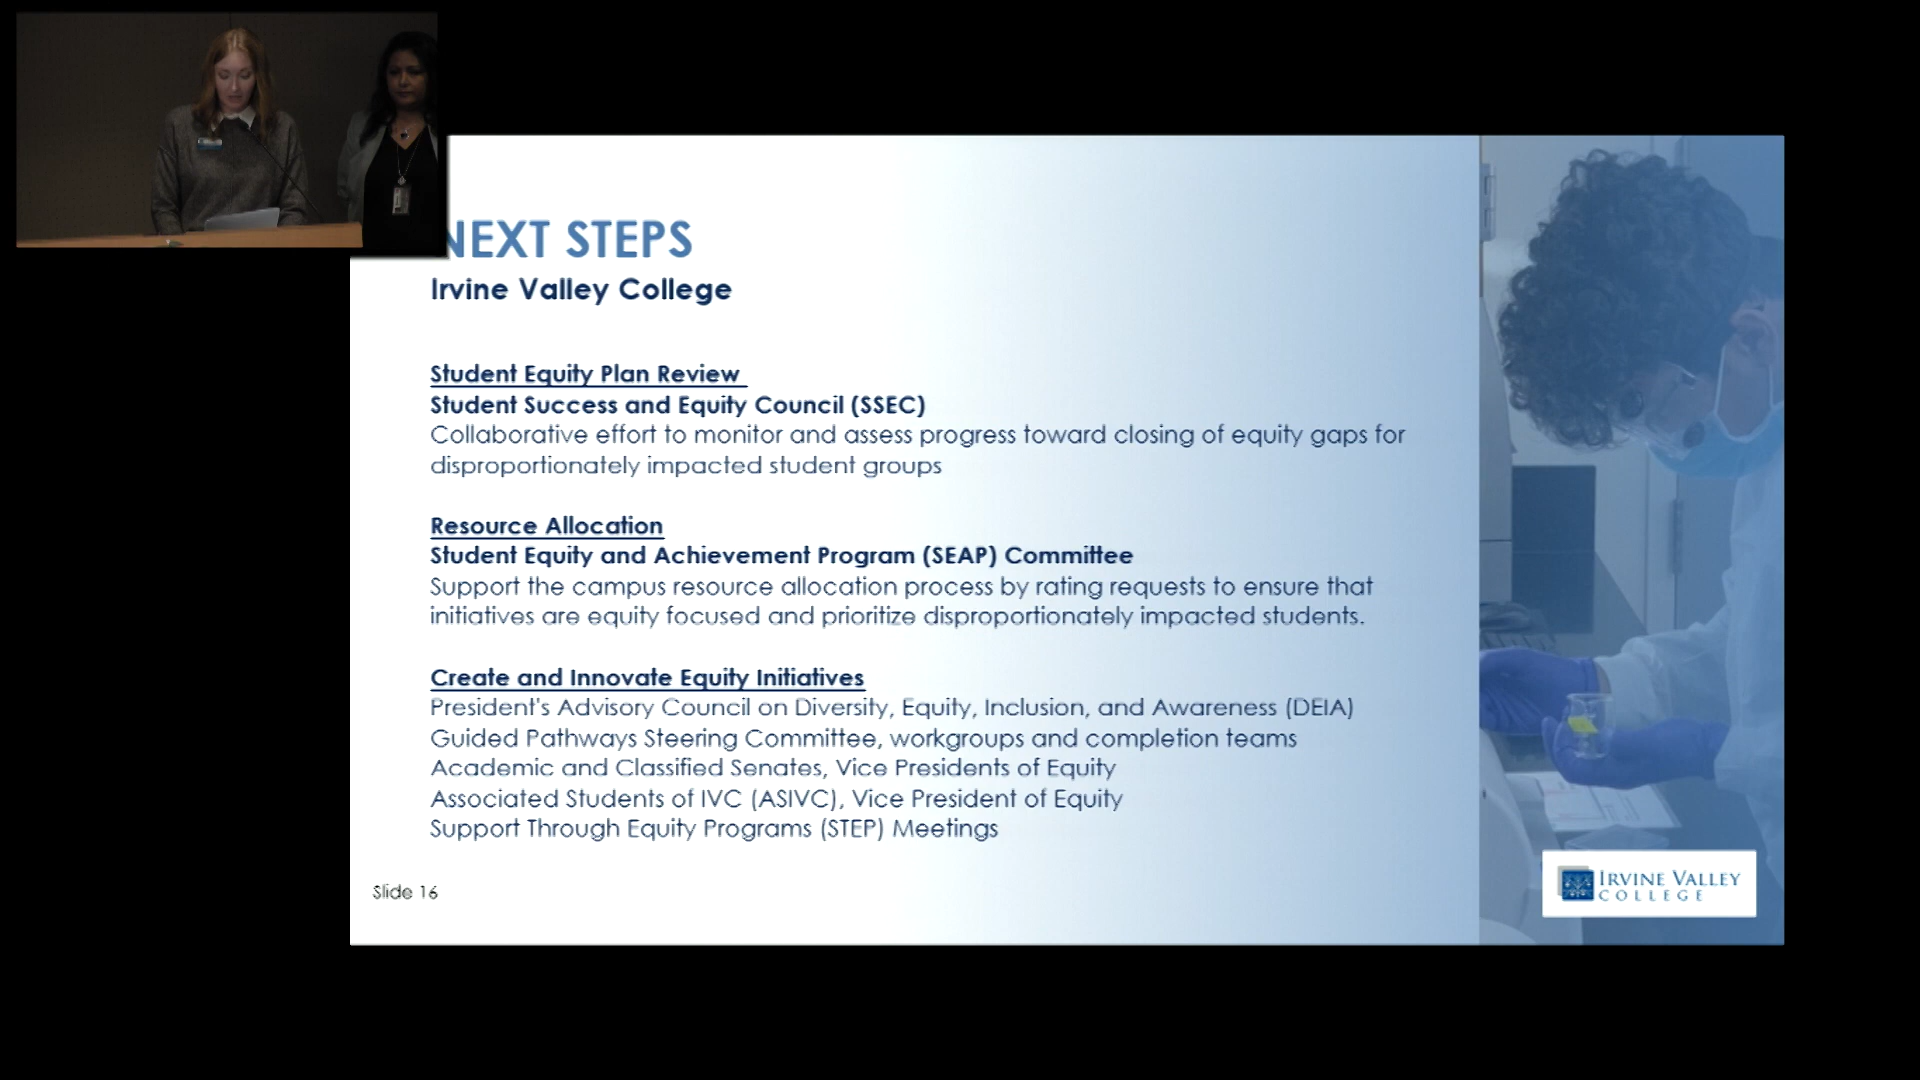 NEXT STEPS
Irvine Valley College
Student Equity Plan Review
Student Success and Equity Council (SSEC)
Collaborative effort to monitor and assess progress toward closing of equity gaps for
disproportionately impacted student groups
Resource Allocation
Student Equity and Achievement Program (SEAP) Committee
Support the campus resource allocation process by rating requests to ensure that
initiatives are equity focused and prioritize disproportionately impacted students.
Create and Innovate Equity Initiatives
President's Advisory Council on Diversity, Equity, Inclusion, and Awareness (DEIA)
Guided Pathways Steering Committee, workgroups and completion teams
Academic and Classified Senates, Vice Presidents of Equity
Associated Students of IVC (ASIVC), Vice President of Equity
Support Through Equity Programs (STEP) Meetings
Slide 16
IRVINE VALLEY
COLLEGE